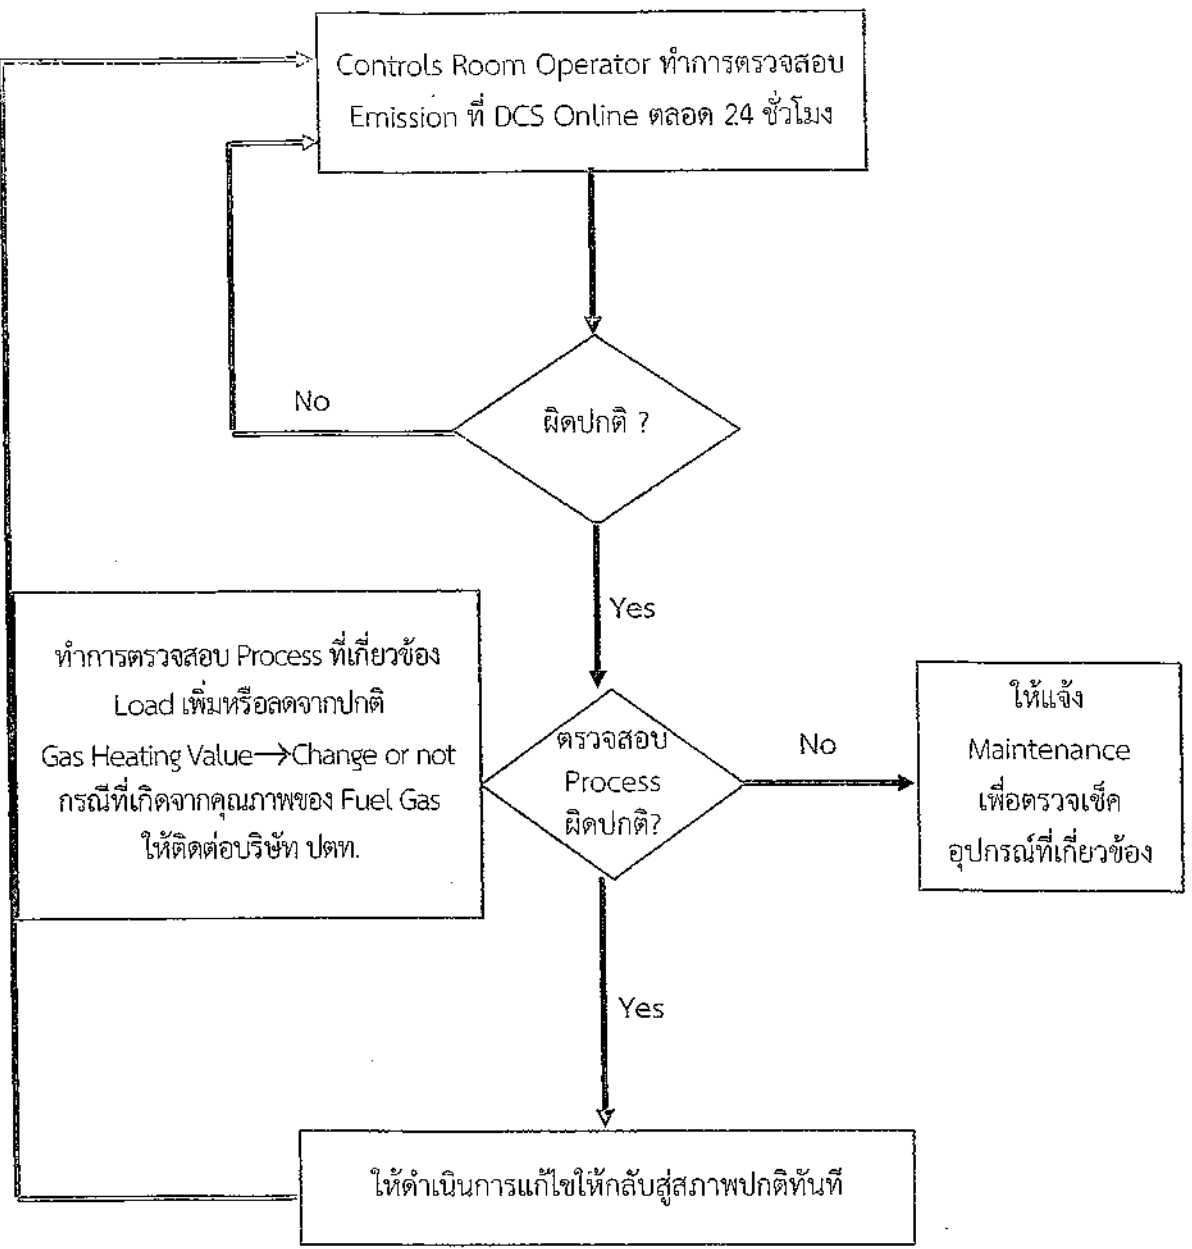 Controls Room Operator ทำการตรวจสอบ
Emission ที่ DCS Online ตลอด 24 ชั่วโมง
No
ผิดปกติ ?
Yes
ทำการตรวจสอบ Process ที่เกี่ยวข้อง
Load เพิ่มหรือลดจากปกติ
Gas Heating Value→Change or not
กรณีที่เกิดจากคุณภาพของ Fuel Gas
ให้ติดต่อบริษัท ปตท.
ตรวจสอบ
Process
ผิดปกติ?
No
ให้แจ้ง
Maintenance
เพื่อตรวจเช็ค
อุปกรณ์ที่เกี่ยวข้อง
Yes
ให้ดำเนินการแก้ไขให้กลับสู่สภาพปกติทันที